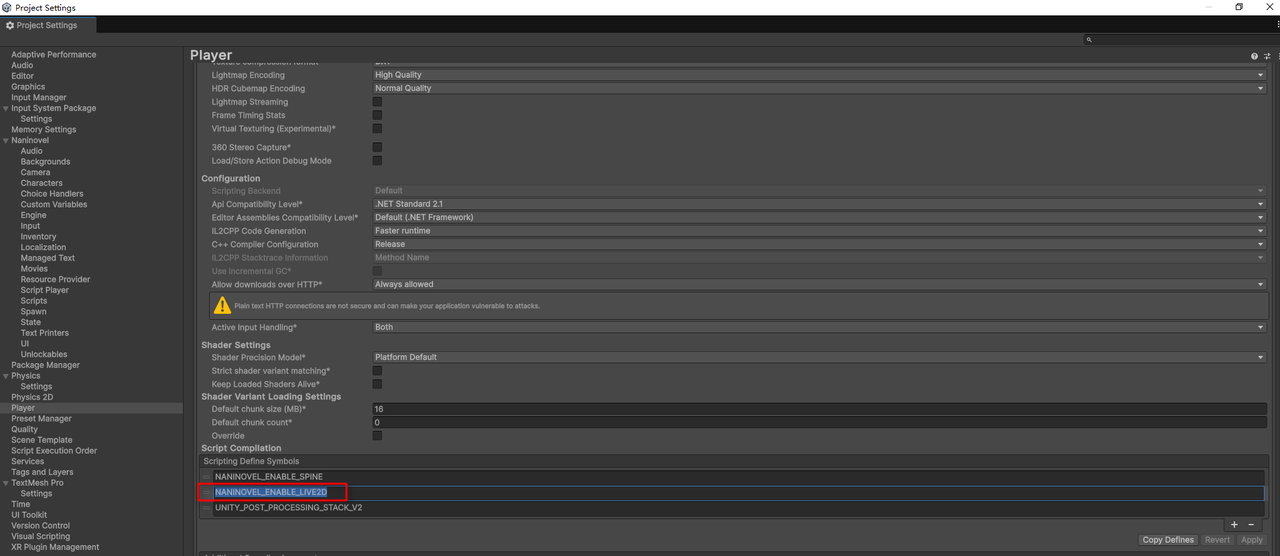 Project Settings
Project Settings
Adaptive Performance
Audio
Editor
Graphics
Input Manager
Input System Package
Settings
Memory Settings
Naninovel
Audio
Backgrounds
Camera
Characters
Choice Handlers
Custom Variables
Engine
Input
Inventory
Localization
Managed Text
Movies
Resource Provider
Script Player
Scripts
Spawn
State
Text Printers
UI
Unlockables
Package Manager
Physics
Settings
Physics 2D
Player
Preset Manager
Quality
Scene Template
Script Execution Order
Services
Tags and Layers
TextMesh Pro
Settings
Time
UI Toolkit
Version Control
Visual Scripting
XR Plugin Management
Player
Lightmap Encoding High Quality
HDR Cubemap Encoding Normal Quality
Lightmap Streaming
Frame Timing Stats
Virtual Texturing (Experimental)*
360 Stereo Capture*
Load/Store Action Debug Mode
Configuration
Scripting Backend Default
Api Compatibility Level* .NET Standard 2.1
Editor Assemblies Compatibility Level* Default (.NET Framework)
IL2CPP Code Generation Faster runtime
C++ Compiler Configuration Release
IL2CPP Stacktrace Information Method Name
Use incremental GC*
Allow downloads over HTTP* Always allowed
Plain text HTTP connections are not secure and can make your application vulnerable to attacks.
Active Input Handling* Both
Shader Settings
Shader Precision Model* Platform Default
Strict shader variant matching*
Keep Loaded Shaders Alive*
Shader Variant Loading Settings
Default chunk size (MB)* 16
Default chunk count* 0
Override
Script Compilation
Scripting Define Symbols
NANINOVEL_ENABLE_SPINE
NANINOVEL_ENABLE_LIVE2D
UNITY_POST_PROCESSING_STACK_V2
Copy Defines Revert Apply